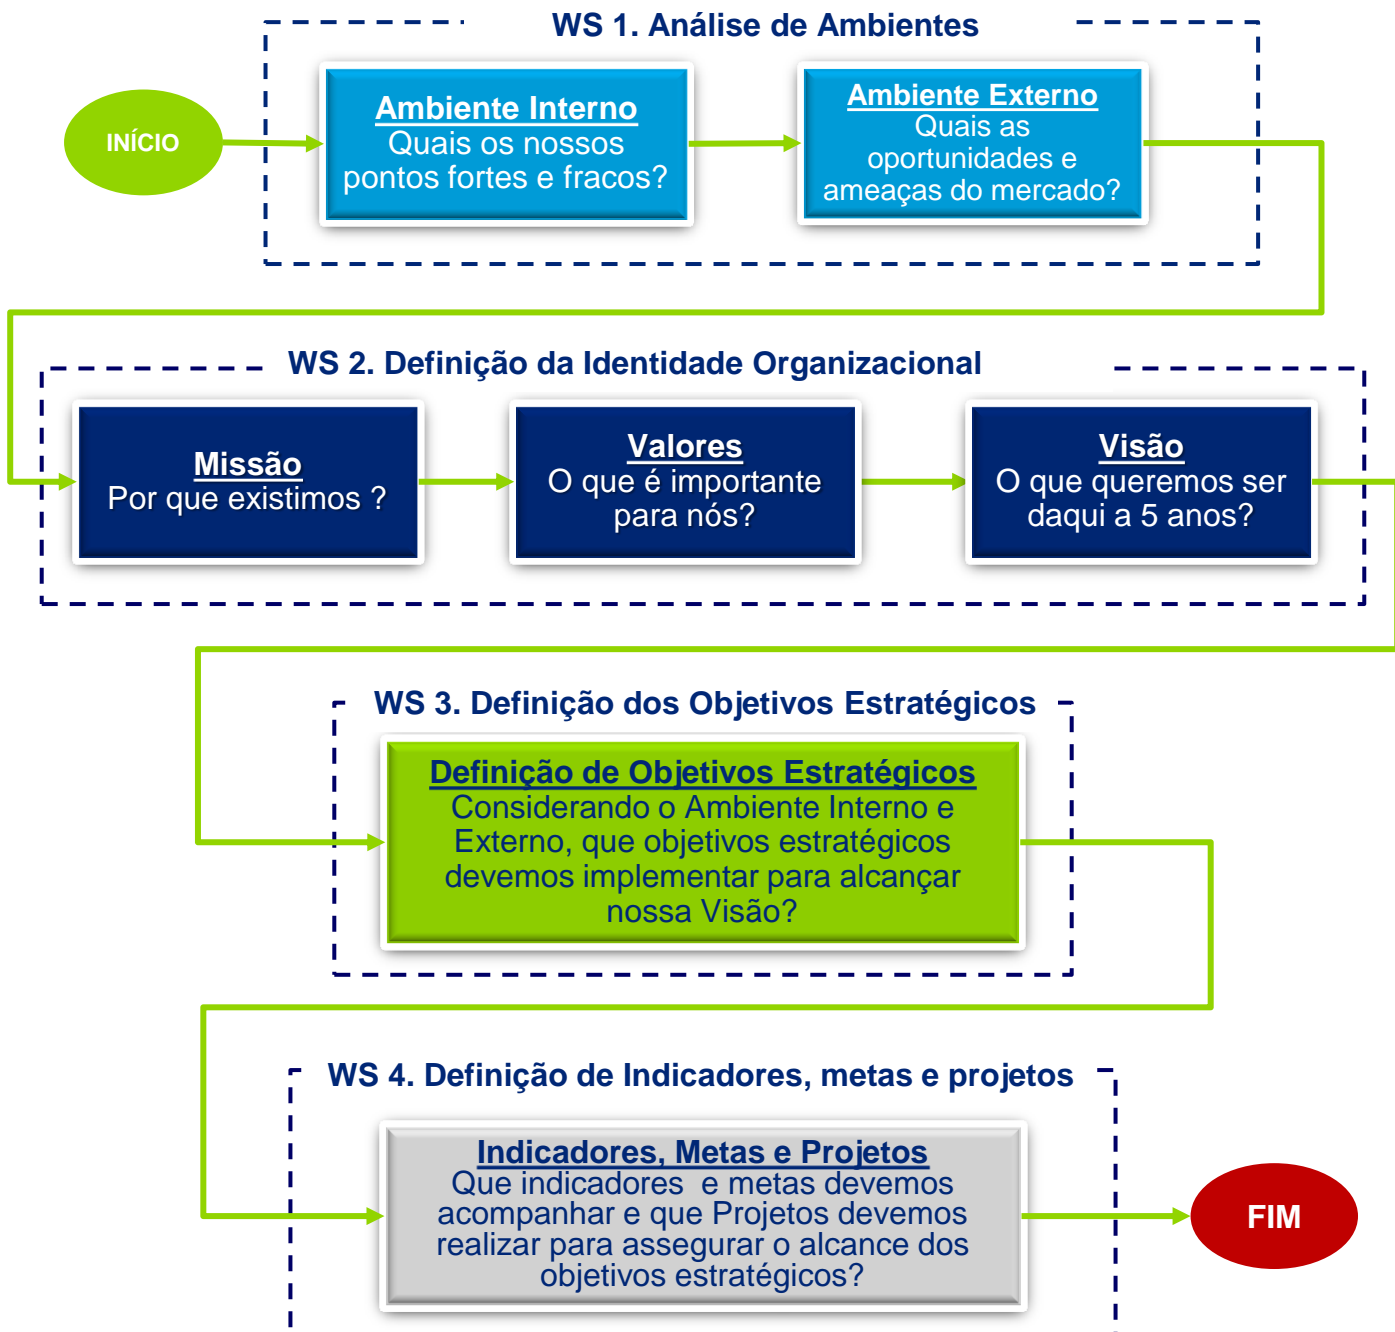 WS 1. Análise de Ambientes
INÍCIO
Ambiente Interno
Quais os nossos
pontos fortes e fracos?
Ambiente Externo
Quais as
oportunidades e
ameaças do mercado?
WS 2. Definição da Identidade Organizacional
Missão
Por que existimos ?
Valores
O que é importante
para nós?
Visão
O que queremos ser
daqui a 5 anos?
WS 3. Definição dos Objetivos Estratégicos
Definição de Objetivos Estratégicos
Considerando o Ambiente Interno e
Externo, que objetivos estratégicos
devemos implementar para alcançar
nossa Visão?
WS 4. Definição de Indicadores, metas e projetos
Indicadores, Metas e Projetos
Que indicadores  e metas devemos
acompanhar e que Projetos devemos
realizar para assegurar o alcance dos
objetivos estratégicos?
FIM